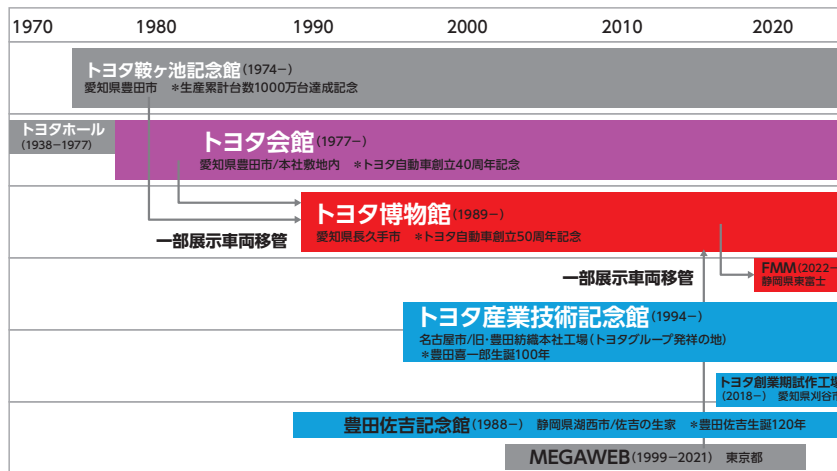 1970 1980 1990 2000 2010 2020
トヨタ鞍ヶ池記念館(1974−)
愛知県豊田市 *生産累計台数1000万台達成記念
トヨタホール
(1938−1977)
トヨタ会館(1977−)
愛知県豊田市/本社敷地内 *トヨタ自動車創立40周年記念
トヨタ博物館(1989−)
愛知県長久手市 *トヨタ自動車創立50周年記念
一部展示車両移管
一部展示車両移管
FMM(2022−
静岡県東富士
トヨタ産業技術記念館(1994−)
名古屋市/旧・豊田紡織本社工場(トヨタグループ発祥の地)
*豊田喜一郎生誕100年
トヨタ創業期試作工場
(2018−) 愛知県刈谷市
豊田佐吉記念館(1988−) 静岡県湖西市/佐吉の生家 *豊田佐吉生誕120年
MEGAWEB(1999−2021) 東京都